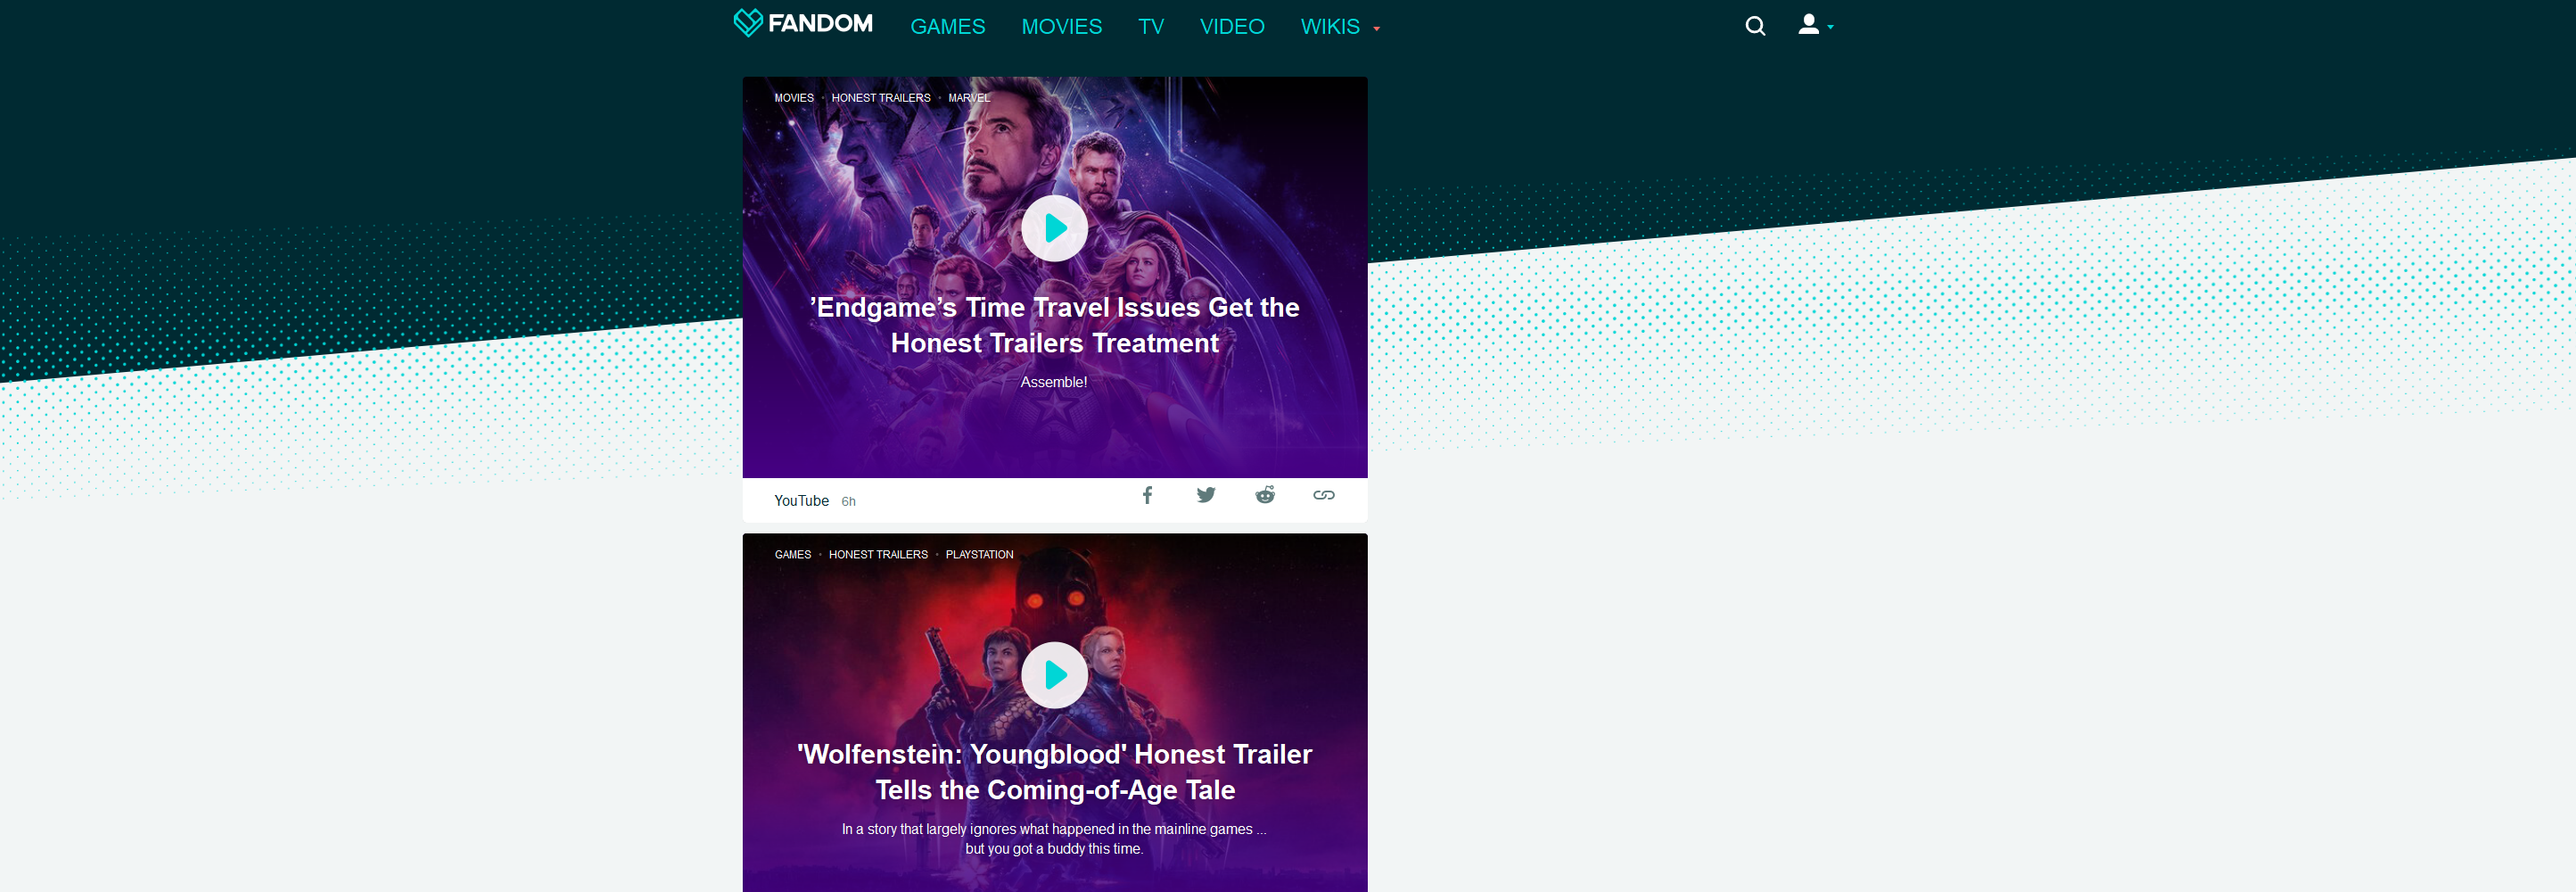 FANDOM GAMES MOVIES TV VIDEO WIKIS
MOVIES • HONEST TRAILERS • MARVEL
’Endgame’s Time Travel Issues Get the
Honest Trailers Treatment
Assemble!
YouTube 6h
GAMES • HONEST TRAILERS • PLAYSTATION
'Wolfenstein: Youngblood' Honest Trailer
Tells the Coming-of-Age Tale
In a story that largely ignores what happened in the mainline games ...
but you got a buddy this time.